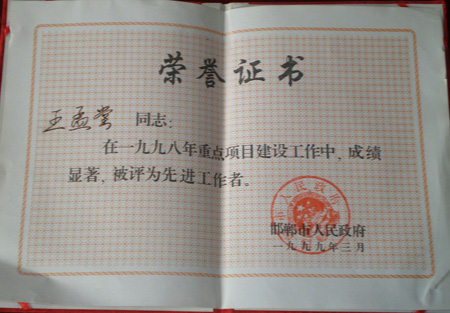 荣誉证书
王孟堂 同志:
在一九九八年重点项目建设工作中,成绩
显著,被评为先进工作者。
邯郸市人民政府
一九九九年三月